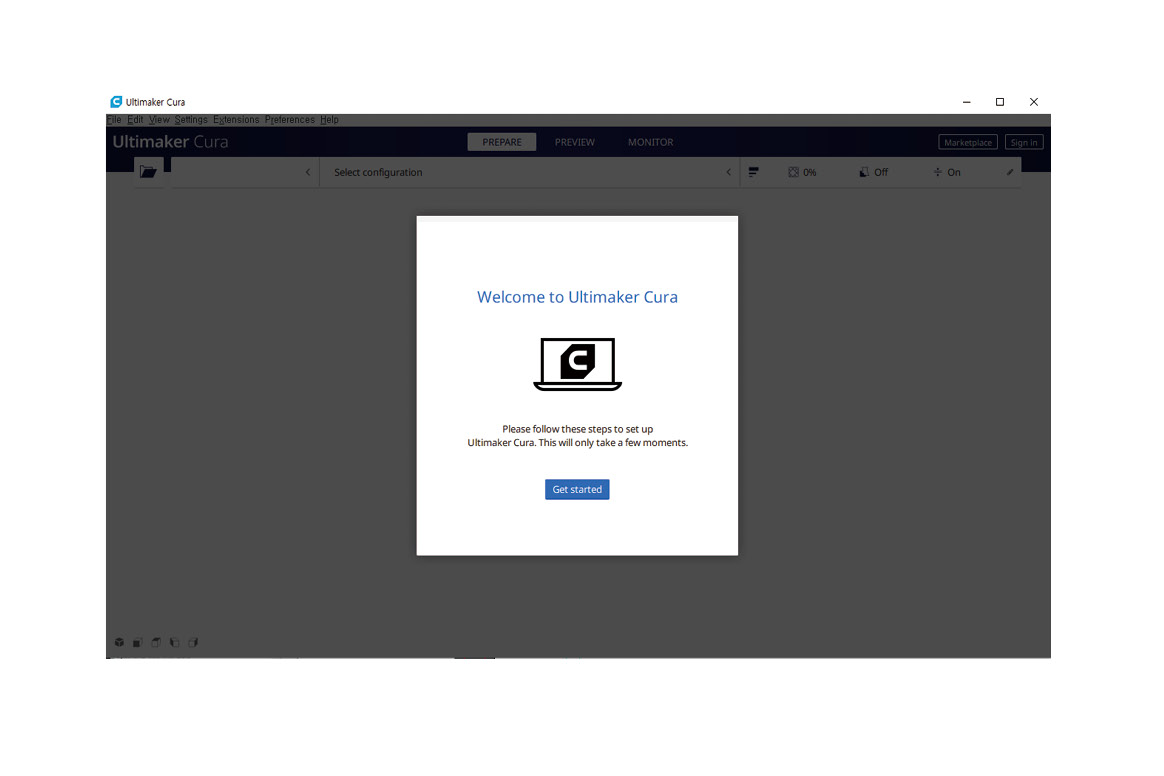 Ultimaker Cura
File Edit View Settings Extensions Preferences Help
Ultimaker Cura PREPARE PREVIEW MONITOR Marketplace Sign in
Select configuration 0% Off On
Welcome to Ultimaker Cura
Please follow these steps to set up
Ultimaker Cura. This will only take a few moments.
Get started